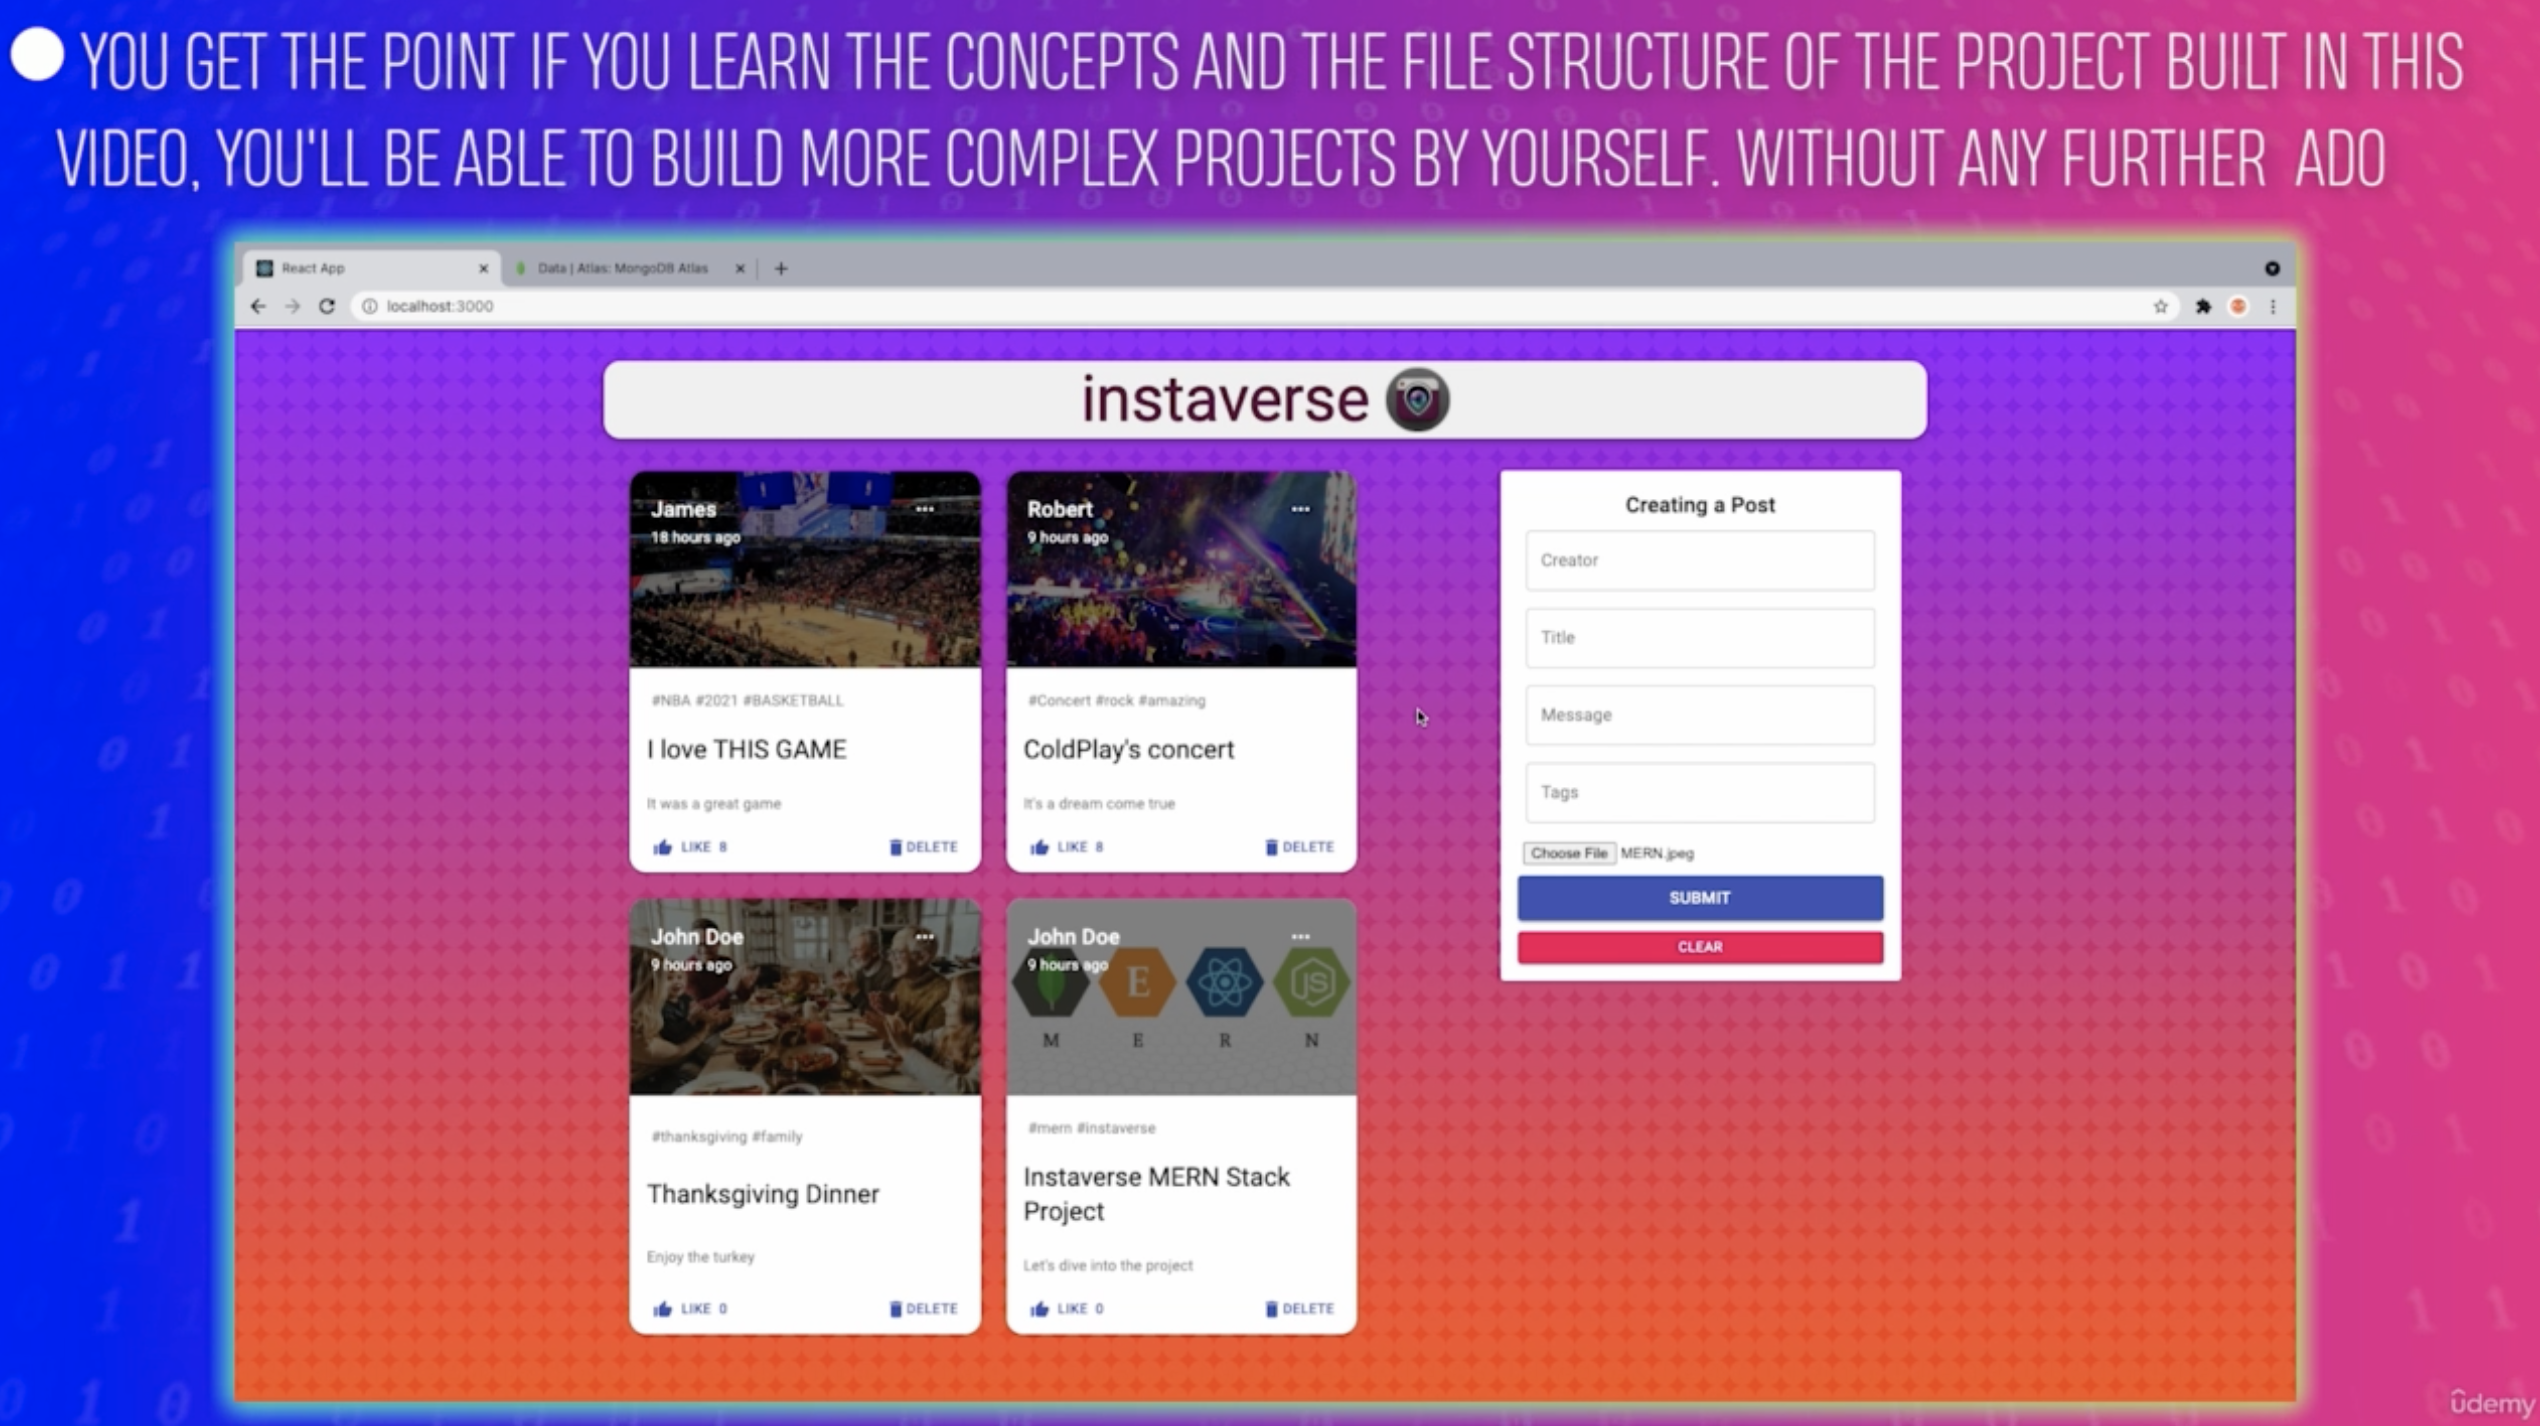 YOU GET THE POINT IF YOU LEARN THE CONCEPTS AND THE FILE STRUCTURE OF THE PROJECT BUILT IN THIS
VIDEO, YOU'LL BE ABLE TO BUILD MORE COMPLEX PROJECTS BY YOURSELF. WITHOUT ANY FURTHER ADO
React App
Data | Atlas: MongoDB Atlas
localhost:3000
instaverse
James
18 hours ago
#NBA #2021 #BASKETBALL
I love THIS GAME
It was a great game
LIKE 8 DELETE
Robert
9 hours ago
#Concert #rock #amazing
ColdPlay's concert
It's a dream come true
LIKE 8 DELETE
John Doe
9 hours ago
#thanksgiving #family
Thanksgiving Dinner
Enjoy the turkey
LIKE 0 DELETE
John Doe
9 hours ago
E JS
M E R N
#mern #instaverse
Instaverse MERN Stack
Project
Let's dive into the project
LIKE 0 DELETE
Creating a Post
Creator
Title
Message
Tags
Choose File MERN.jpeg
SUBMIT
CLEAR
ûdemy